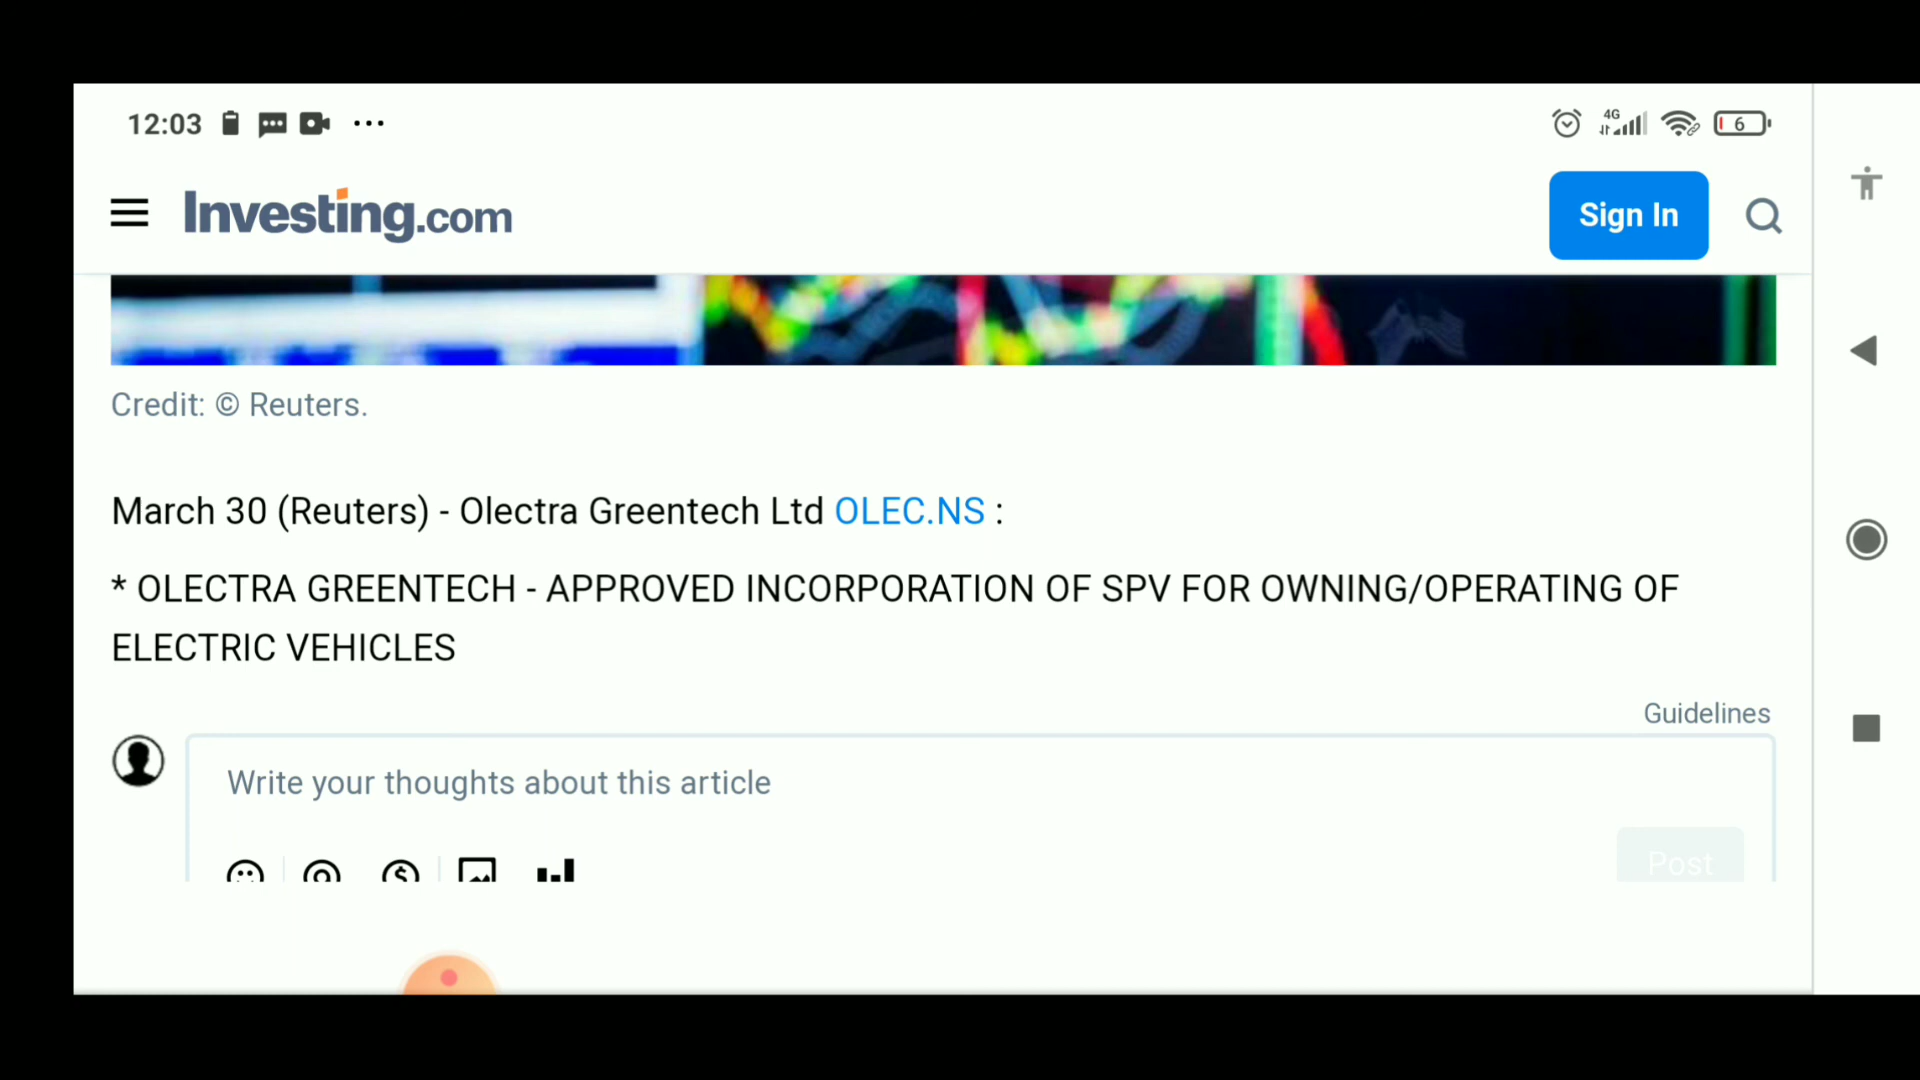 12:03
4G
6
Investing.com
Sign In
Credit: © Reuters.
March 30 (Reuters) - Olectra Greentech Ltd OLEC.NS :
* OLECTRA GREENTECH - APPROVED INCORPORATION OF SPV FOR OWNING/OPERATING OF
ELECTRIC VEHICLES
Guidelines
Write your thoughts about this article
Post